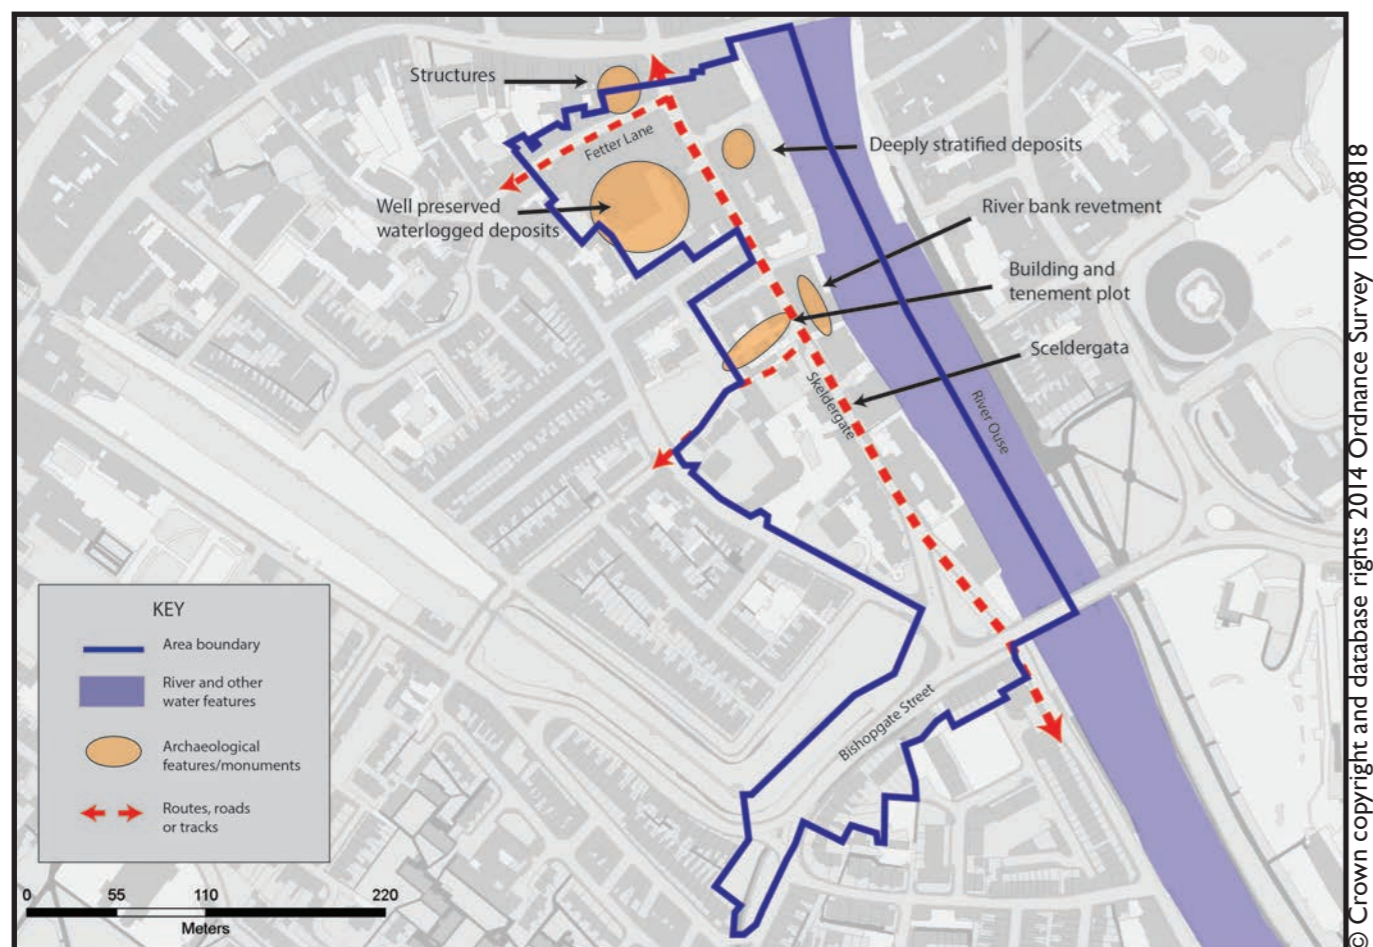 Structures
Fetter Lane
Deeply stratified deposits
Well preserved
waterlogged deposits
River bank revetment
Building and
tenement plot
Sceldergata
Skeldergate
River Ouse
Bishopgate Street
KEY
Area boundary
River and other
water features
Archaeological
features/monuments
Routes, roads
or tracks
0 55 110 220
Meters
© Crown copyright and database rights 2014 Ordnance Survey 100020818